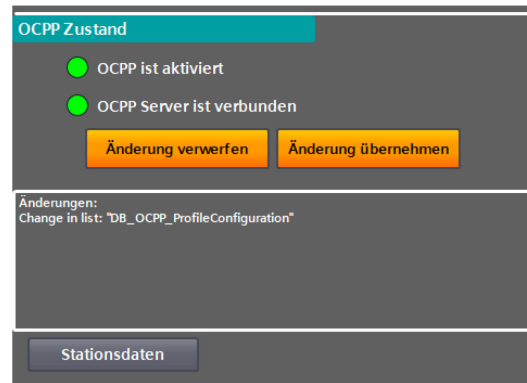 OCPP Zustand
OCPP ist aktiviert
OCPP Server ist verbunden
Änderung verwerfen
Änderung übernehmen
Änderungen:
Change in list: "DB_OCPP_ProfileConfiguration"
Stationsdaten